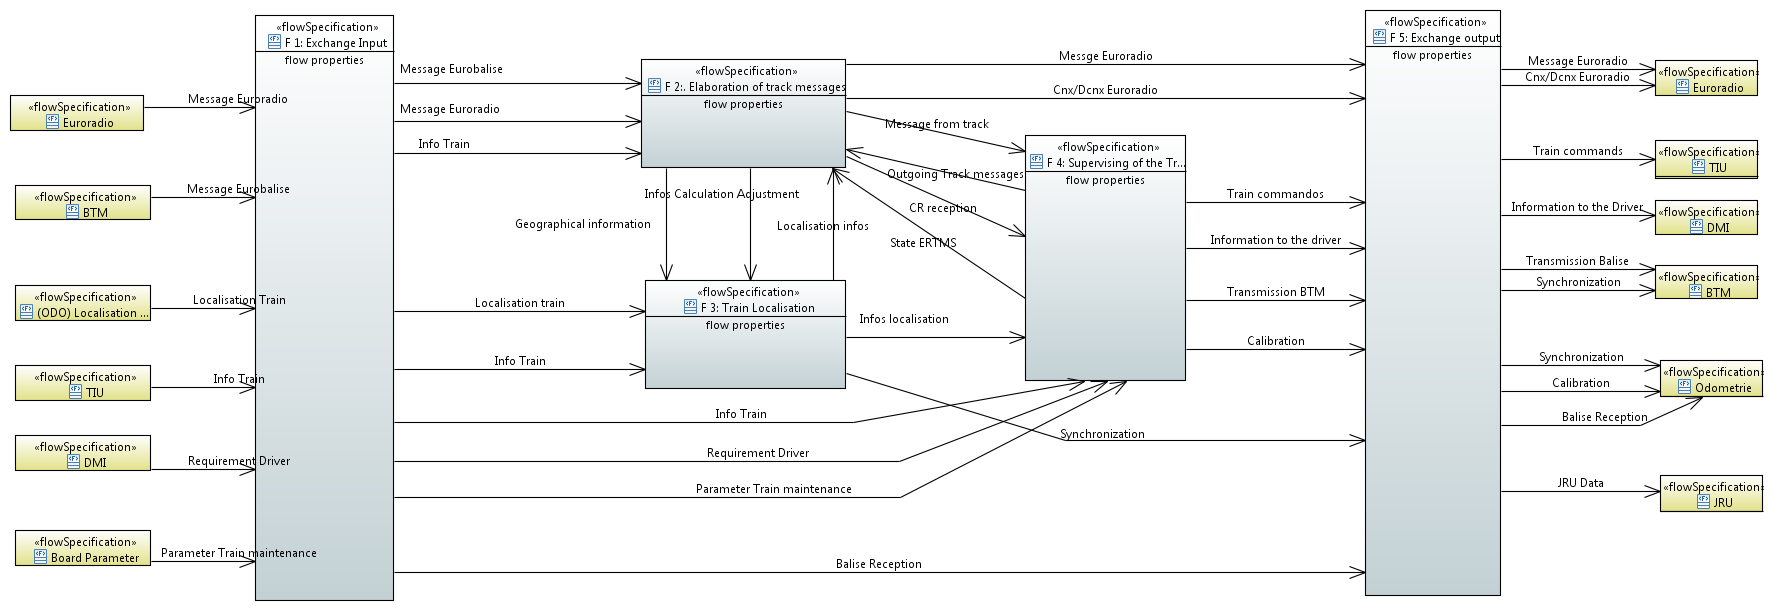 «flowSpecification»
Euroradio
«flowSpecification»
BTM
«flowSpecification»
(ODO) Localisation ...
«flowSpecification»
TIU
«flowSpecification»
DMI
«flowSpecification»
Board Parameter
Message Euroradio
Message Eurobalise
Localisation Train
Info Train
Requirement Driver
Parameter Train maintenance
«flowSpecification»
F 1: Exchange Input
flow properties
Message Eurobalise
Message Euroradio
Info Train
Localisation train
Info Train
Info Train
Requirement Driver
Parameter Train maintenance
Balise Reception
«flowSpecification»
F 2:. Elaboration of track messages
flow properties
Infos Calculation Adjustment
Geographical information
Localisation infos
«flowSpecification»
F 3: Train Localisation
flow properties
Messge Euroradio
Cnx/Dcnx Euroradio
Message from track
Outgoing Track messages
CR reception
State ERTMS
Infos localisation
Synchronization
«flowSpecification»
F 4: Supervising of the Tr...
flow properties
Train commandos
Information to the driver
Transmission BTM
Calibration
«flowSpecification»
F 5: Exchange output
flow properties
Message Euroradio
Cnx/Dcnx Euroradio
Train commands
Information to the Driver
Transmission Balise
Synchronization
Synchronization
Calibration
Balise Reception
JRU Data
«flowSpecification»
Euroradio
«flowSpecification»
TIU
«flowSpecification»
DMI
«flowSpecification»
BTM
«flowSpecification»
Odometrie
«flowSpecification»
JRU